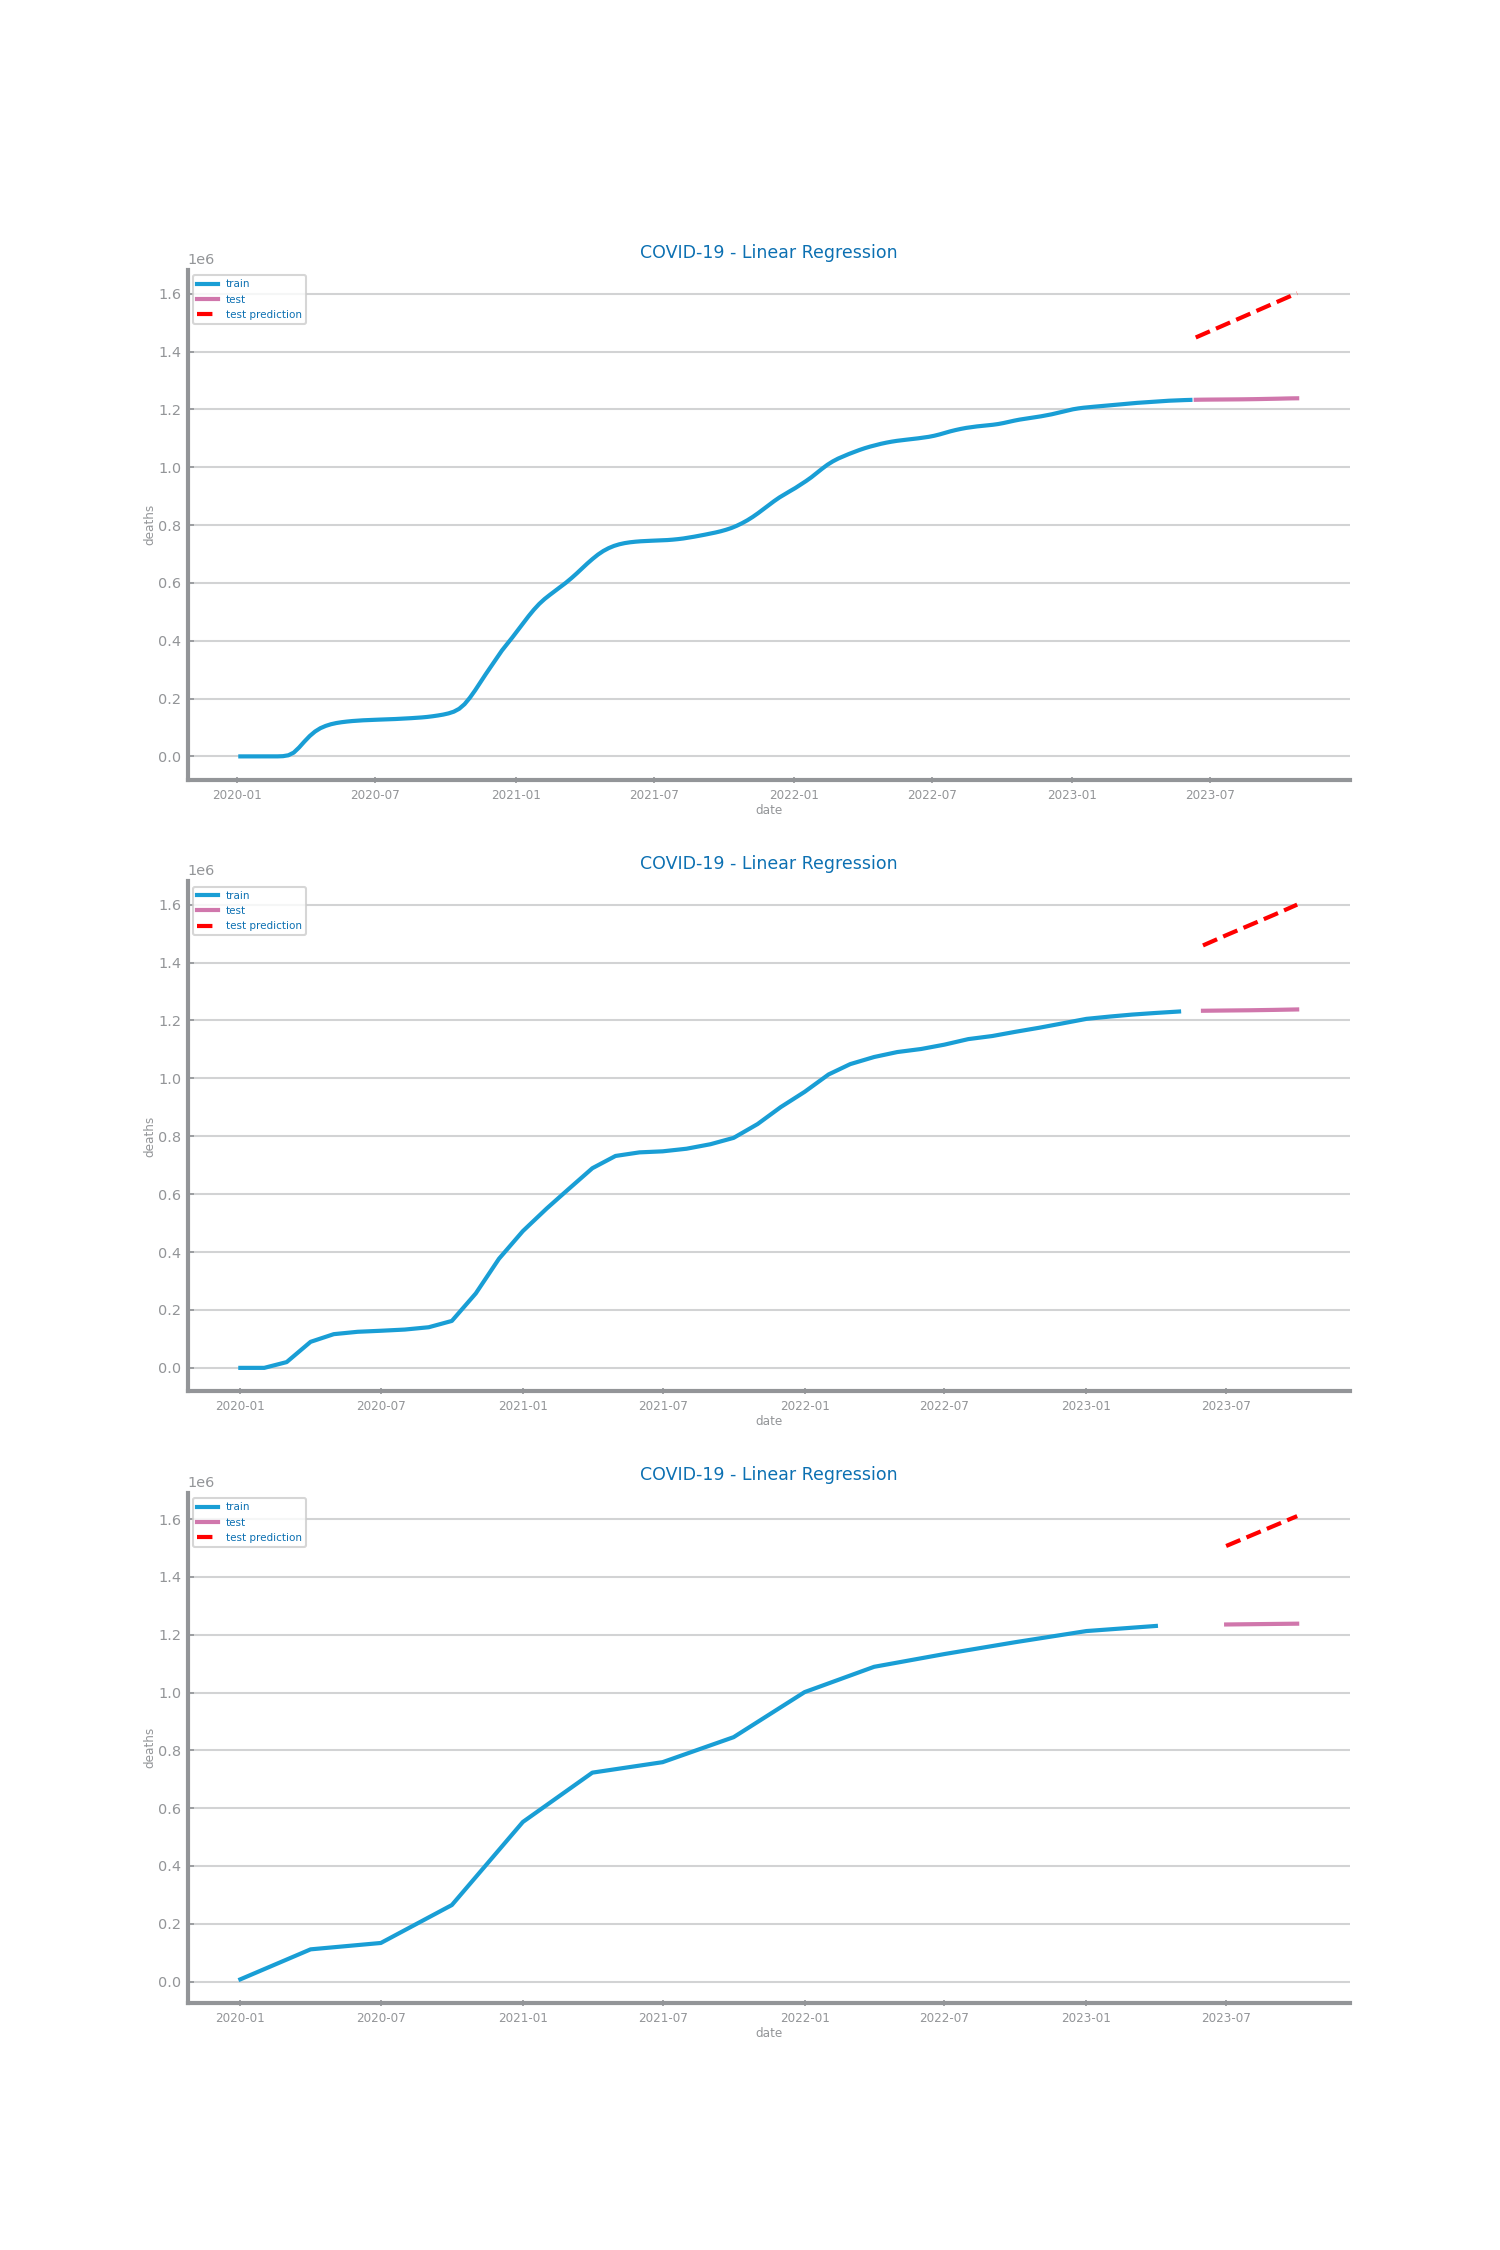 COVID-19 - Linear Regression
1e6
train
test
test prediction
1.6
1.4
1.2
1.0
0.8
0.6
0.4
0.2
0.0
deaths
2020-01 2020-07 2021-01 2021-07 2022-01 2022-07 2023-01 2023-07
date
COVID-19 - Linear Regression
1e6
train
test
test prediction
1.6
1.4
1.2
1.0
0.8
0.6
0.4
0.2
0.0
deaths
2020-01 2020-07 2021-01 2021-07 2022-01 2022-07 2023-01 2023-07
date
COVID-19 - Linear Regression
1e6
train
test
test prediction
1.6
1.4
1.2
1.0
0.8
0.6
0.4
0.2
0.0
deaths
2020-01 2020-07 2021-01 2021-07 2022-01 2022-07 2023-01 2023-07
date